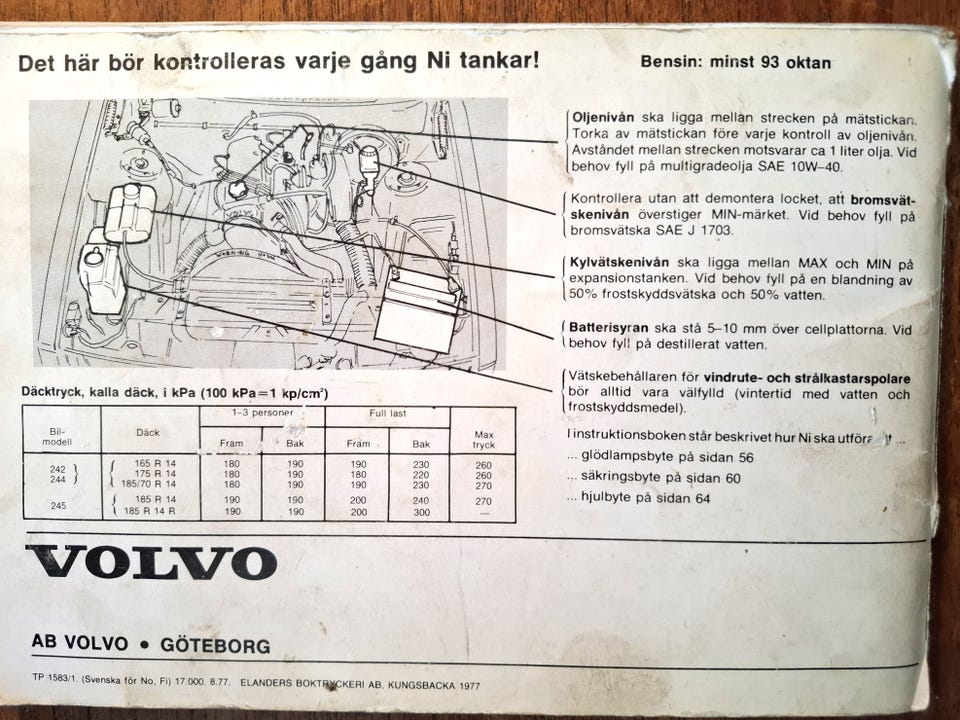 Det här bör kontrolleras varje gång Ni tankar!
Bensin: minst 93 oktan
Oljenivån ska ligga mellan strecken på mätstickan.
Torka av mätstickan före varje kontroll av oljenivån.
Avståndet mellan strecken motsvarar ca 1 liter olja. Vid
behov fyll på multigradeolja SAE 10W–40.
Kontrollera utan att demontera locket, att bromsvät-
skenivån överstiger MIN-märket. Vid behov fyll på
bromsvätska SAE J 1703.
Kylvätskenivån ska ligga mellan MAX och MIN på
expansionstanken. Vid behov fyll på en blandning av
50% frostskyddsvätska och 50% vatten.
Batterisyran ska stå 5–10 mm över cellplattorna. Vid
behov fyll på destillerat vatten.
Vätskebehållaren för vindrute- och strålkastarspolare
bör alltid vara välfylld (vintertid med vatten och
frostskyddsmedel).
I instruktionsboken står beskrivet hur Ni ska utföra ...
... glödlampsbyte på sidan 56
... säkringsbyte på sidan 60
... hjulbyte på sidan 64
VOLVO
WARNING
Däcktryck, kalla däck, i kPa (100 kPa=1 kp/cm²)
Bil-modell Däck 1–3 personer Full last Max tryck
Fram Bak Fram Bak
242 244 165 R 14 180 190 190 230 260
175 R 14 180 190 180 220 260
185/70 R 14 180 190 190 230 270
245 185 R 14 190 190 200 240 270
185 R 14 R 190 190 200 300 —
VOLVO
AB VOLVO • GÖTEBORG
TP 1583/1. (Svenska för No, Fi) 17.000. 8.77. ELANDERS BOKTRYCKERI AB, KUNGSBACKA 1977